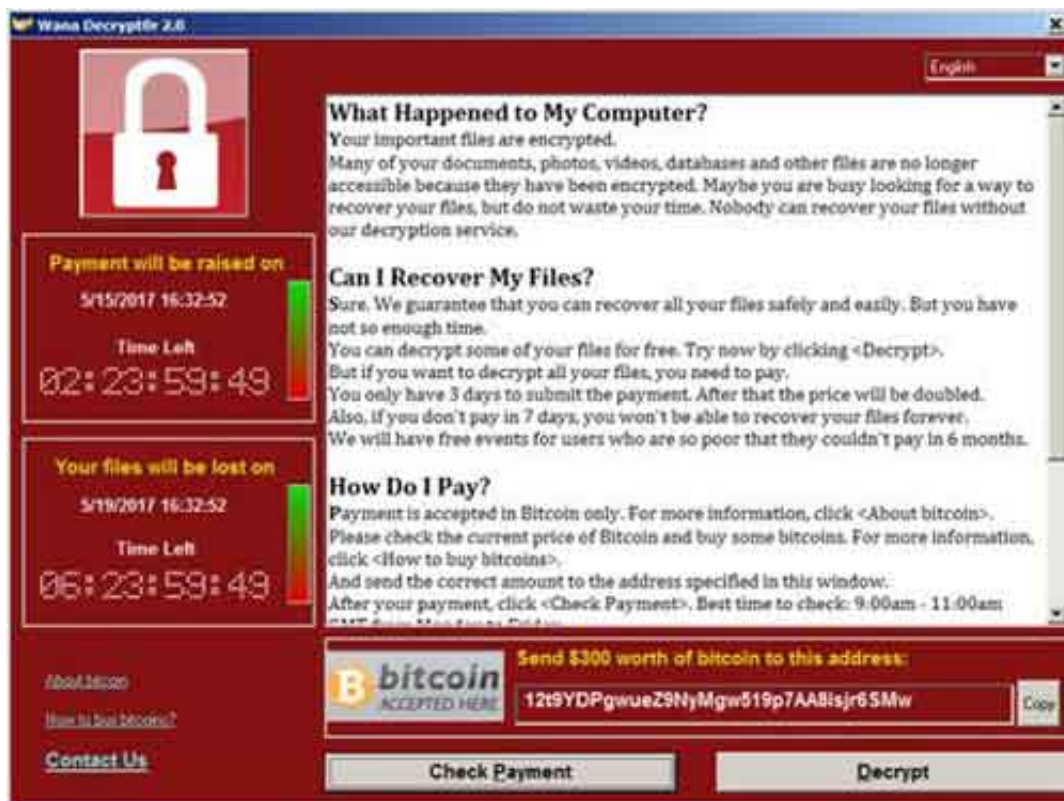 Wana Decrypt0r 2.0
English
What Happened to My Computer?
Your important files are encrypted.
Many of your documents, photos, videos, databases and other files are no longer
accessible because they have been encrypted. Maybe you are busy looking for a way to
recover your files, but do not waste your time. Nobody can recover your files without
our decryption service.
Can I Recover My Files?
Sure. We guarantee that you can recover all your files safely and easily. But you have
not so enough time.
You can decrypt some of your files for free. Try now by clicking <Decrypt>.
But if you want to decrypt all your files, you need to pay.
You only have 3 days to submit the payment. After that the price will be doubled.
Also, if you don't pay in 7 days, you won't be able to recover your files forever.
We will have free events for users who are so poor that they couldn't pay in 6 months.
How Do I Pay?
Payment is accepted in Bitcoin only. For more information, click <About bitcoin>.
Please check the current price of Bitcoin and buy some bitcoins. For more information,
click <How to buy bitcoins>.
And send the correct amount to the address specified in this window.
After your payment, click <Check Payment>. Best time to check: 9:00am - 11:00am
GMT from Monday to Friday
Payment will be raised on
5/15/2017 16:32:52
Time Left
02:23:59:49
Your files will be lost on
5/19/2017 16:32:52
Time Left
06:23:59:49
About bitcoin
How to buy bitcoins?
Contact Us
bitcoin
ACCEPTED HERE
Send $300 worth of bitcoin to this address:
12t9YDPgwueZ9NyMgw519p7AA8isjr6SMw
Copy
Check Payment
Decrypt